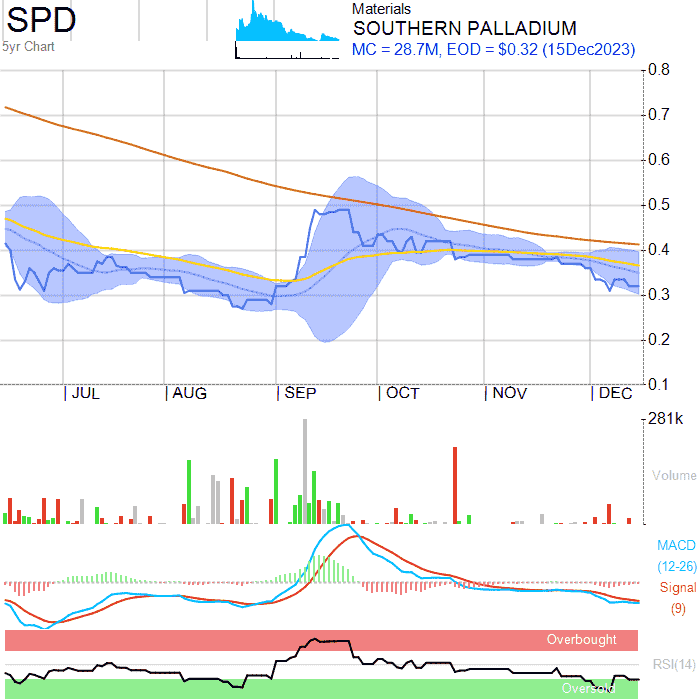 SPD
5yr Chart
Materials
SOUTHERN PALLADIUM
MC = 28.7M, EOD = $0.32 (15Dec2023)
0.8
0.7
0.6
0.5
0.4
0.3
0.2
0.1
JUL AUG SEP OCT NOV DEC
281k
Volume
MACD
(12-26)
Signal
(9)
Overbought
RSI(14)
Oversold